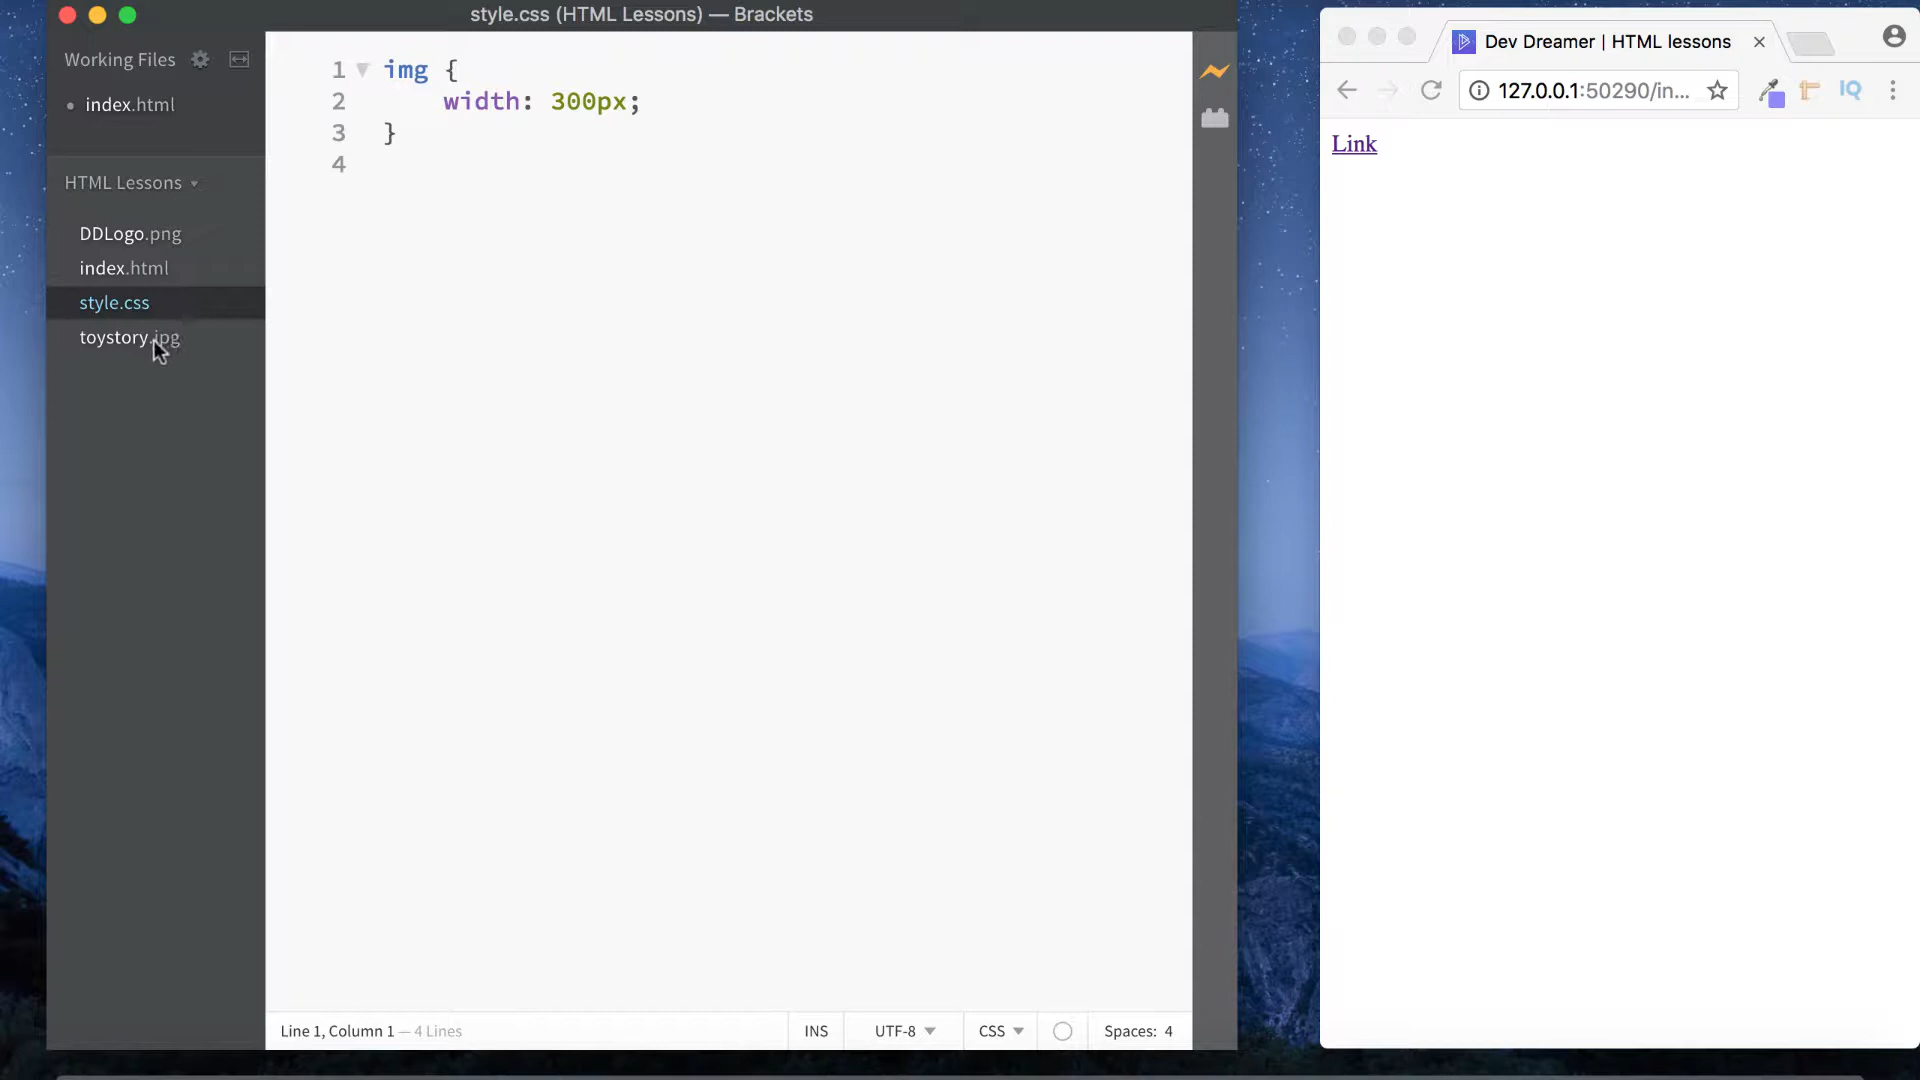 style.css (HTML Lessons) — Brackets
Working Files
index.html
HTML Lessons
DDLogo.png
index.html
style.css
toystory.jpg
1 img {
2 width: 300px;
3 }
4
Line 1, Column 1 — 4 Lines
INS
UTF-8
CSS
Spaces: 4
Dev Dreamer | HTML lessons
127.0.0.1:50290/in...
IQ
Link